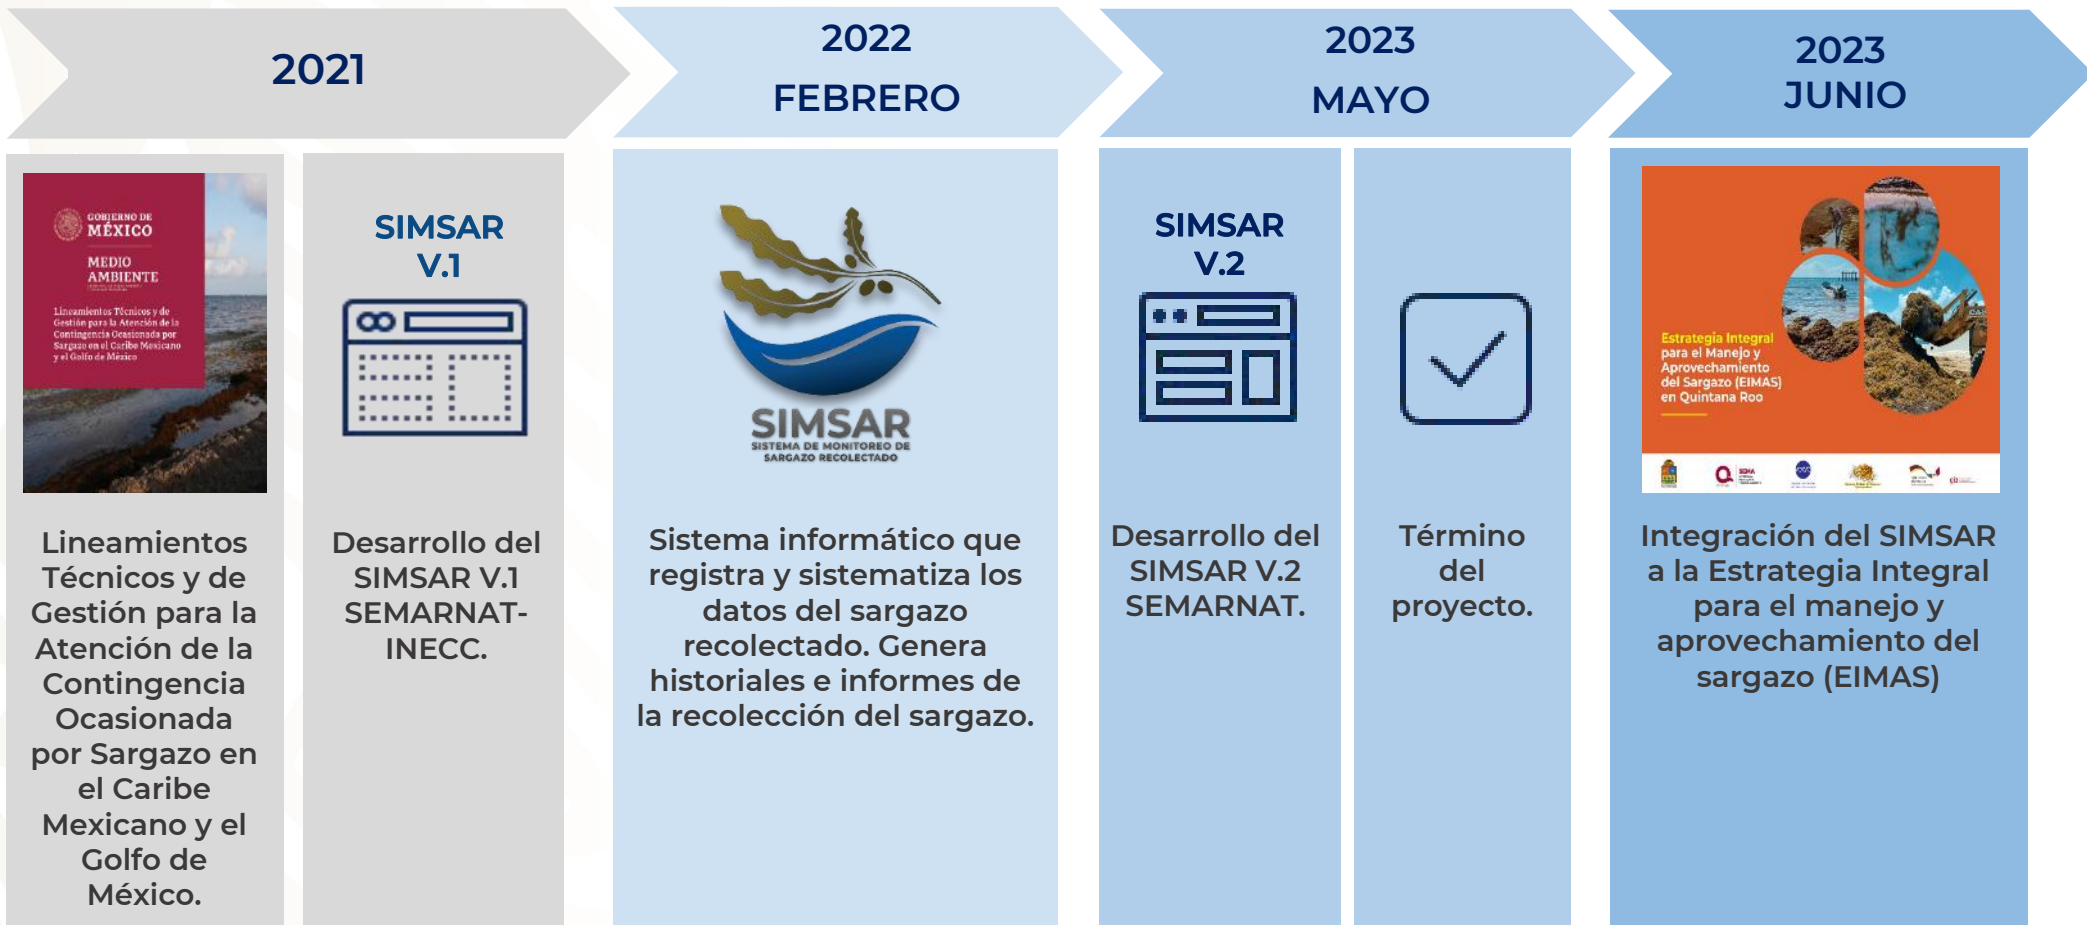 2021
2022
FEBRERO
2023
MAYO
2023
JUNIO
GOBIERNO DE
MÉXICO
MEDIO
AMBIENTE
Lineamientos Técnicos y de
Gestión para la Atención de la
Contingencia Ocasionada por
Sargazo en el Caribe Mexicano
y el Golfo de México
Lineamientos
Técnicos y de
Gestión para la
Atención de la
Contingencia
Ocasionada
por Sargazo en
el Caribe
Mexicano y el
Golfo de
México.
SIMSAR
V.1
Desarrollo del
SIMSAR V.1
SEMARNAT-
INECC.
SIMSAR
SISTEMA DE MONITOREO DE
SARGAZO RECOLECTADO
Sistema informático que
registra y sistematiza los
datos del sargazo
recolectado. Genera
historiales e informes de
la recolección del sargazo.
SIMSAR
V.2
Desarrollo del
SIMSAR V.2
SEMARNAT.
Término
del
proyecto.
Estrategia Integral
para el Manejo y
Aprovechamiento
del Sargazo (EIMAS)
en Quintana Roo
SEMA
giz
Integración del SIMSAR
a la Estrategia Integral
para el manejo y
aprovechamiento del
sargazo (EIMAS)